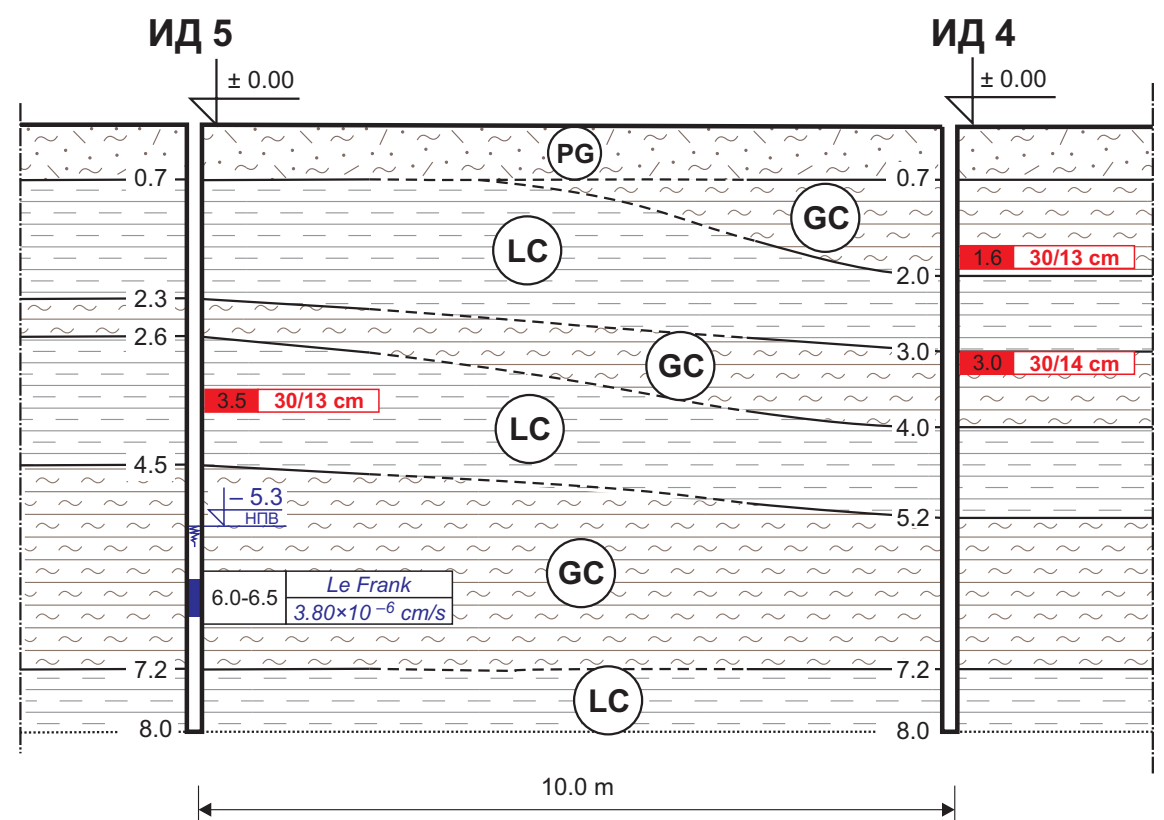 ИД 5 ИД 4
± 0.00 ± 0.00
PG
0.7 0.7
GC
LC
1.6 30/13 cm
2.0
2.3
2.6
3.0
GC
3.0 30/14 cm
3.5 30/13 cm
LC
4.0
4.5
– 5.3
НПВ
5.2
GC
6.0-6.5 Le Frank
3.80×10⁻⁶ cm/s
7.2 7.2
LC
8.0 8.0
10.0 m